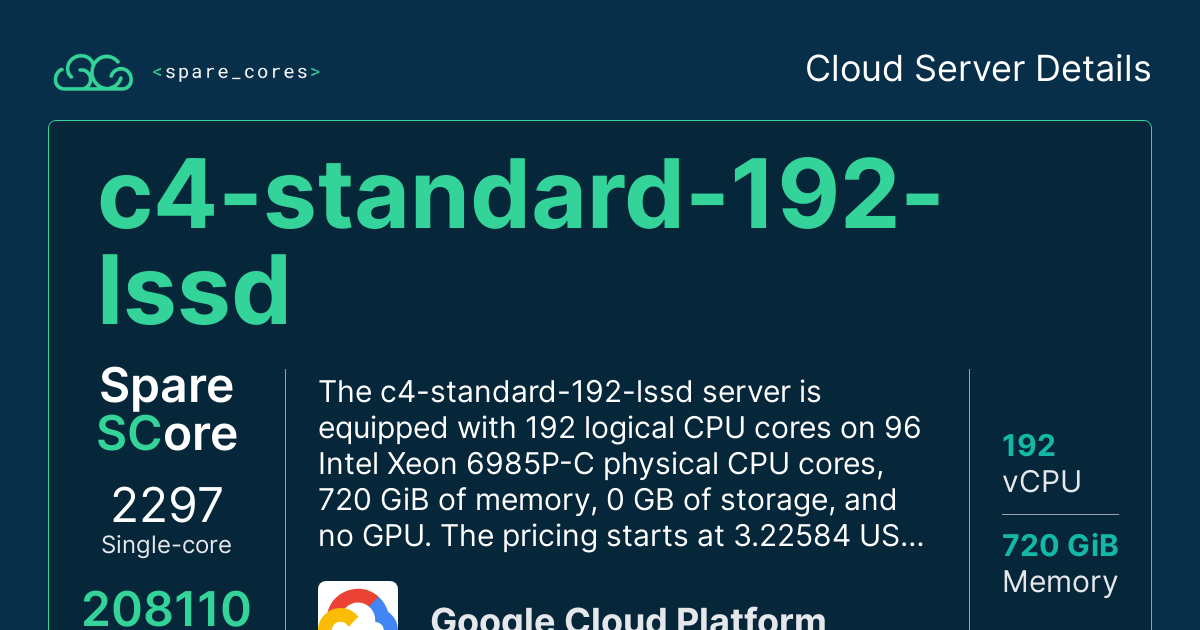 <spare_cores>
Cloud Server Details
c4-standard-192-
lssd
Spare
SCore
2297
Single-core
208110
The c4-standard-192-lssd server is
equipped with 192 logical CPU cores on 96
Intel Xeon 6985P-C physical CPU cores,
720 GiB of memory, 0 GB of storage, and
no GPU. The pricing starts at 3.22584 US...
Google Cloud Platform
192
vCPU
720 GiB
Memory